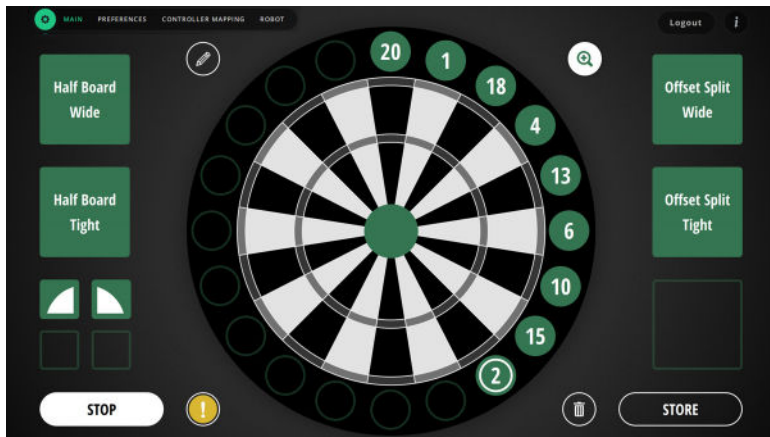 MAIN PREFERENCES CONTROLLER MAPPING ROBOT
Logout i
Half Board
Wide
Half Board
Tight
20
1
18
4
13
6
10
15
2
Offset Split
Wide
Offset Split
Tight
STOP
!
STORE